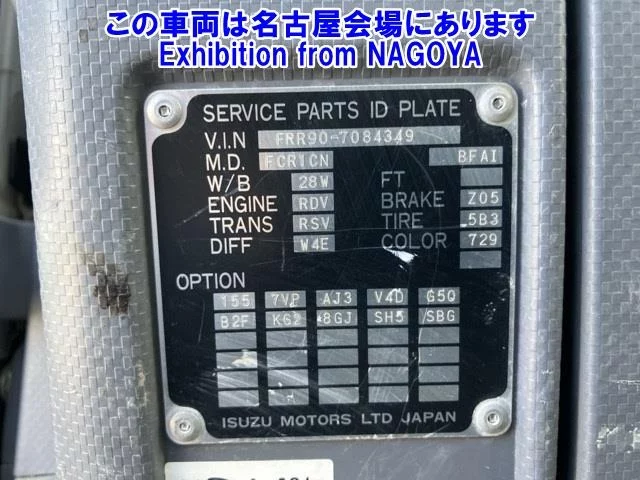 この車両は名古屋会場にあります
Exhibition from NAGOYA
SERVICE PARTS ID PLATE
V.I.N FRR90-7084349
M.D. FCR1CN BFAI
W/B 28W FT
ENGINE RDV BRAKE Z05
TRANS RSV TIRE 5B3
DIFF W4E COLOR 729
OPTION
155 7VP AJ3 V4D G5Q
B2F KG2 8GJ SH5 SBG
ISUZU MOTORS LTD JAPAN